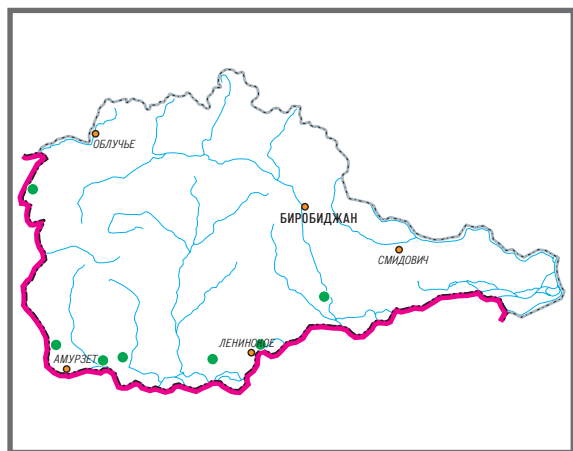 ОБЛУЧЬЕ
БИРОБИДЖАН
СМИДОВИЧ
ЛЕНИНСКОЕ
АМУРЗЕТ